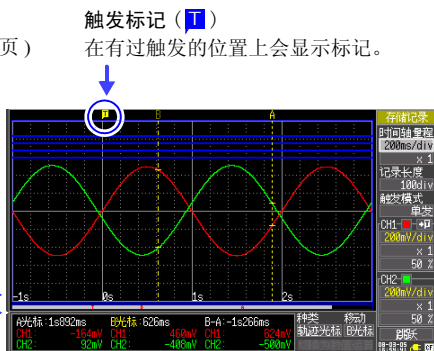 触发标记（T）
页 )
在有过触发的位置上会显示标记。
T
B
A
-1s
0s
1s
2s
A光标:1s892ms
B光标:626ms
B-A:-1s266ms
CH1:
-164mV
CH1:
460mV
CH1:
624mV
CH2:
92mV
CH2:
-408mV
CH2:
-500mV
种类
移动
轨迹光标
B光标
存储记录
时间轴量程
200ms/div
× 1
记录长度
100div
触发模式
单发
CH1-
200mV/div
× 1
50 %
CH2-
200mV/div
× 1
50 %
跳跃